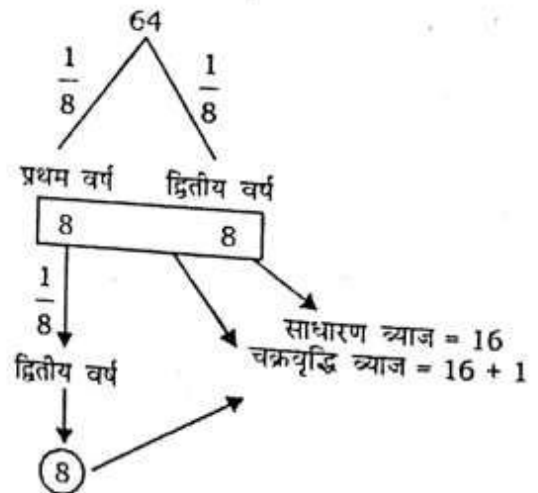 64
1/8 1/8
प्रथम वर्ष द्वितीय वर्ष
8 8
1/8
साधारण ब्याज = 16
चक्रवृद्धि ब्याज = 16 + 1
द्वितीय वर्ष
8